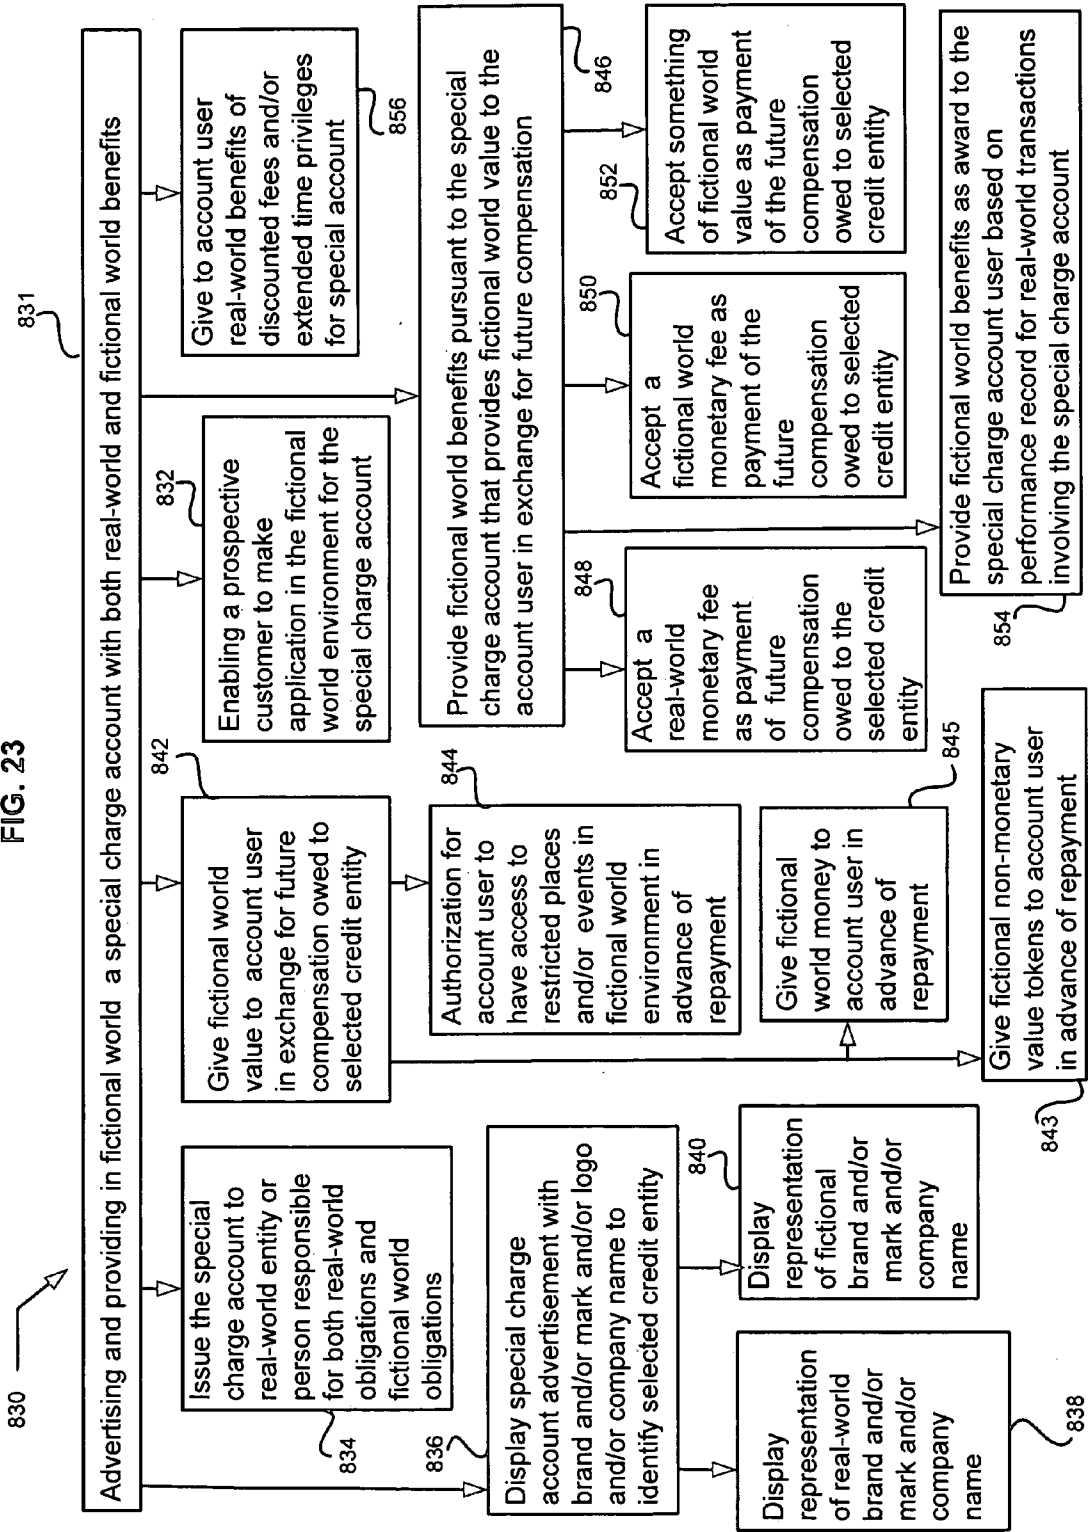 FIG. 23
830
831
Advertising and providing in fictional world a special charge account with both real-world and fictional world benefits
Issue the special
charge account to
real-world entity or
person responsible
for both real-world
obligations and
fictional world
obligations
834
842
Give fictional world
value to account user
in exchange for future
compensation owed to
selected credit entity
832
Enabling a prospective
customer to make
application in the fictional
world environment for the
special charge account
Give to account user
real-world benefits of
discounted fees and/or
extended time privileges
for special account
856
836
Display special charge
account advertisement with
brand and/or mark and/or logo
and/or company name to
identify selected credit entity
844
Authorization for
account user to
have access to
restricted places
and/or events in
fictional world
environment in
advance of
repayment
Provide fictional world benefits pursuant to the special
charge account that provides fictional world value to the
account user in exchange for future compensation
846
Display
representation
of real-world
brand and/or
mark and/or
company
name
838
840
Display
representation
of fictional
brand and/or
mark and/or
company
name
Give fictional
world money to
account user in
advance of
repayment
845
848
Accept a
real-world
monetary fee
as payment
of future
compensation
owed to the
selected credit
entity
850
Accept a
fictional world
monetary fee as
payment of the
future
compensation
owed to selected
credit entity
852
Accept something
of fictional world
value as payment
of the future
compensation
owed to selected
credit entity
Give fictional non-monetary
value tokens to account user
in advance of repayment
843
Provide fictional world benefits as award to the
special charge account user based on
performance record for real-world transactions
involving the special charge account
854